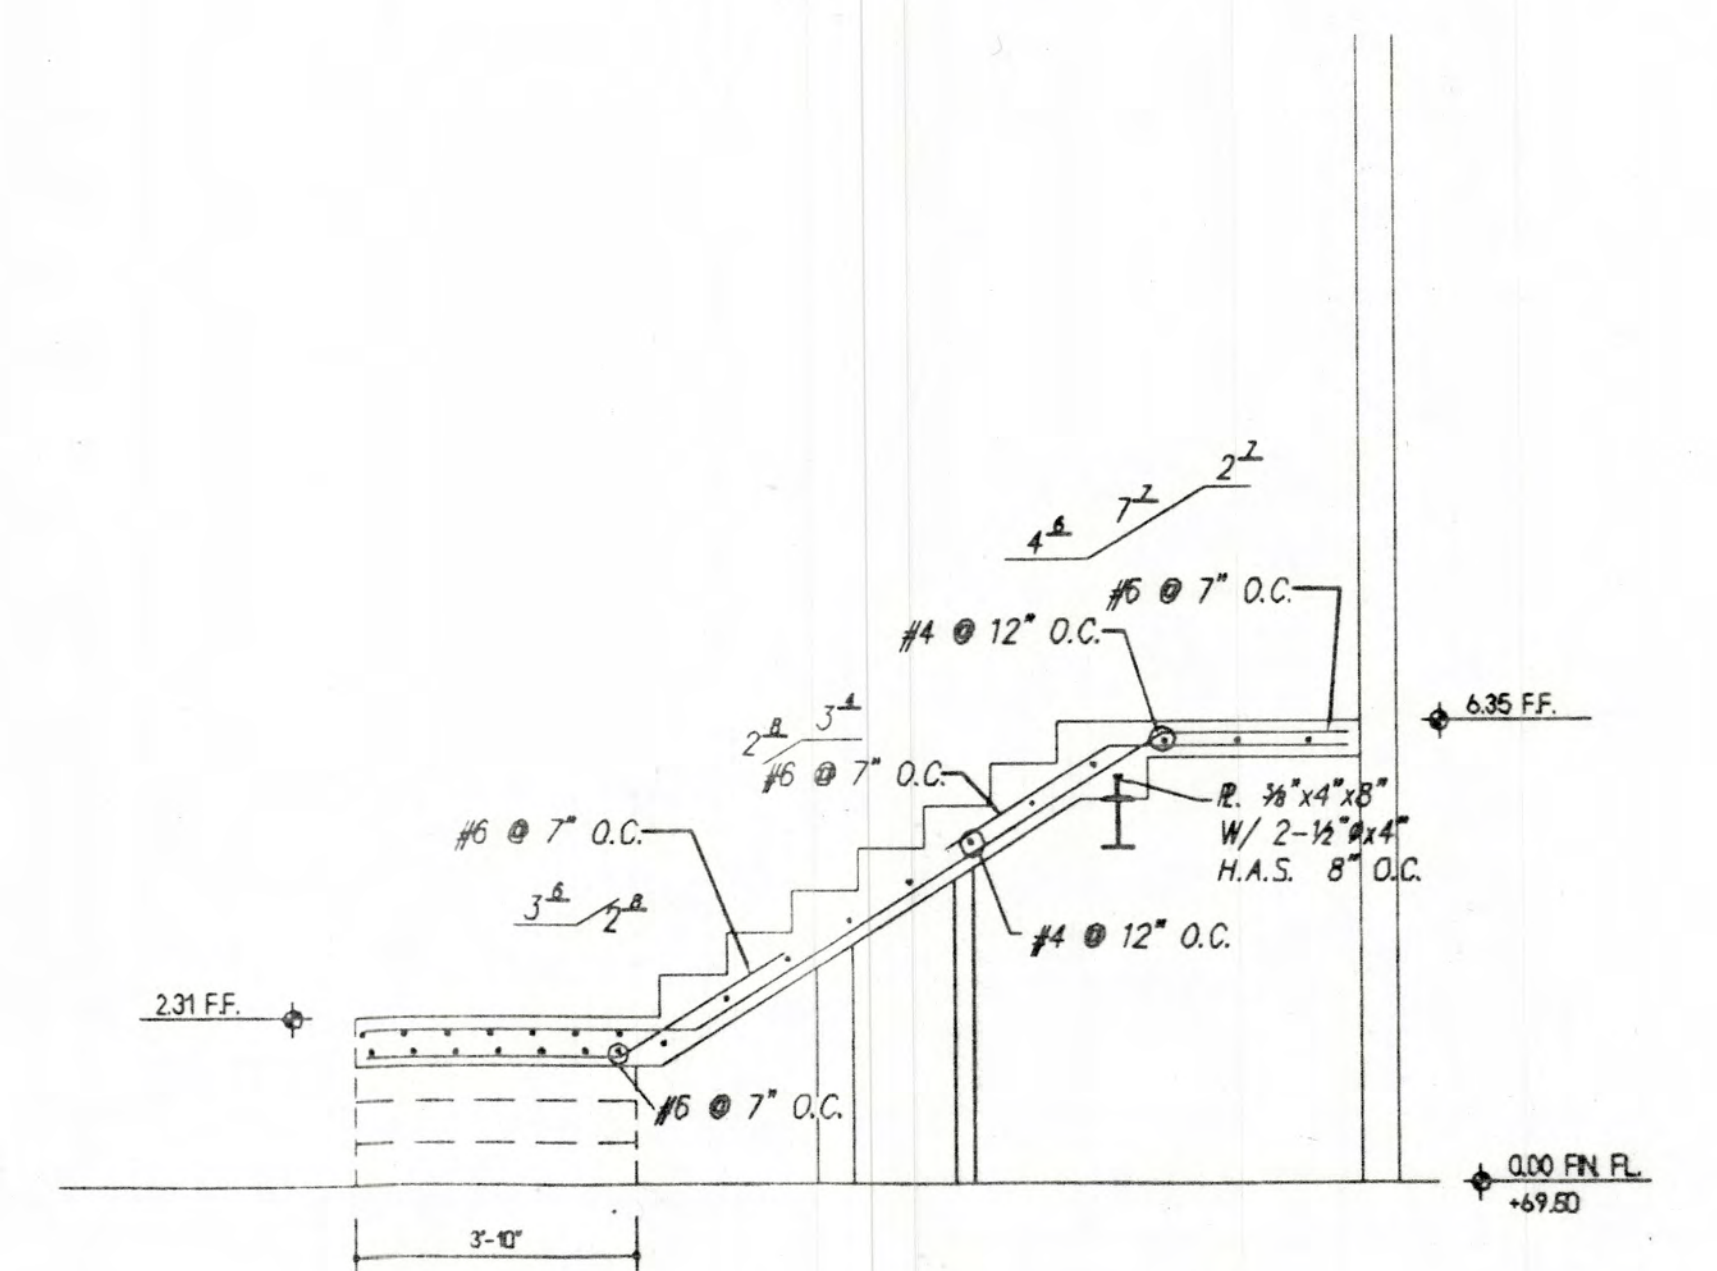 2 7
7 7
4 6
#6 @ 7" O.C.
#4 @ 12" O.C.
6.35 F.F.
3 4
2 8
#6 @ 7" O.C.
PL. 3/8"x4"x8"
W/ 2-1/2"øx4"
H.A.S. 8" O.C.
#6 @ 7" O.C.
3 6
2 8
#4 @ 12" O.C.
2.31 F.F.
#6 @ 7" O.C.
0.00 FIN. FL.
+69.50
3'-10"